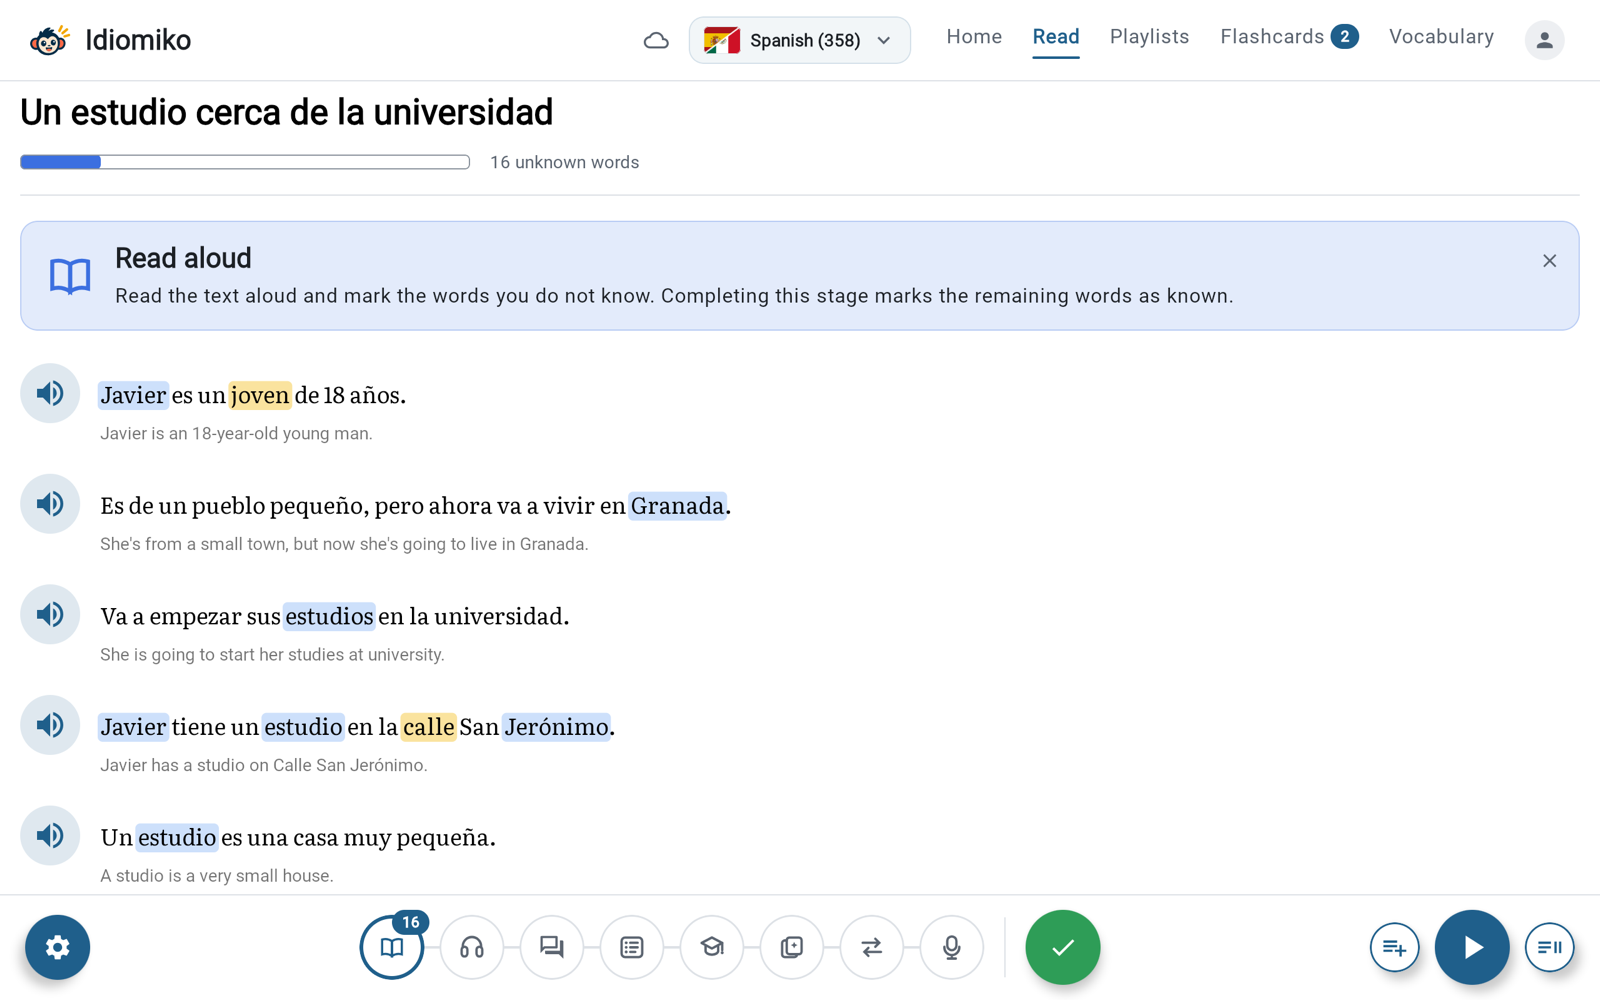 Idiomiko
Spanish (358)
Home
Read
Playlists
Flashcards 2
Vocabulary
Un estudio cerca de la universidad
16 unknown words
Read aloud
Read the text aloud and mark the words you do not know. Completing this stage marks the remaining words as known.
Javier es un joven de 18 años.
Javier is an 18-year-old young man.
Es de un pueblo pequeño, pero ahora va a vivir en Granada.
She's from a small town, but now she's going to live in Granada.
Va a empezar sus estudios en la universidad.
She is going to start her studies at university.
Javier tiene un estudio en la calle San Jerónimo.
Javier has a studio on Calle San Jerónimo.
Un estudio es una casa muy pequeña.
A studio is a very small house.
16